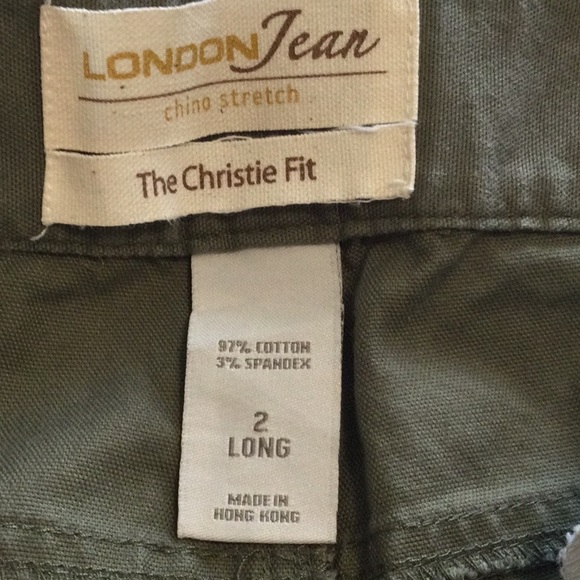 LONDON Jean
chino stretch
The Christie Fit
97% COTTON
3% SPANDEX
2
LONG
MADE IN
HONG KONG